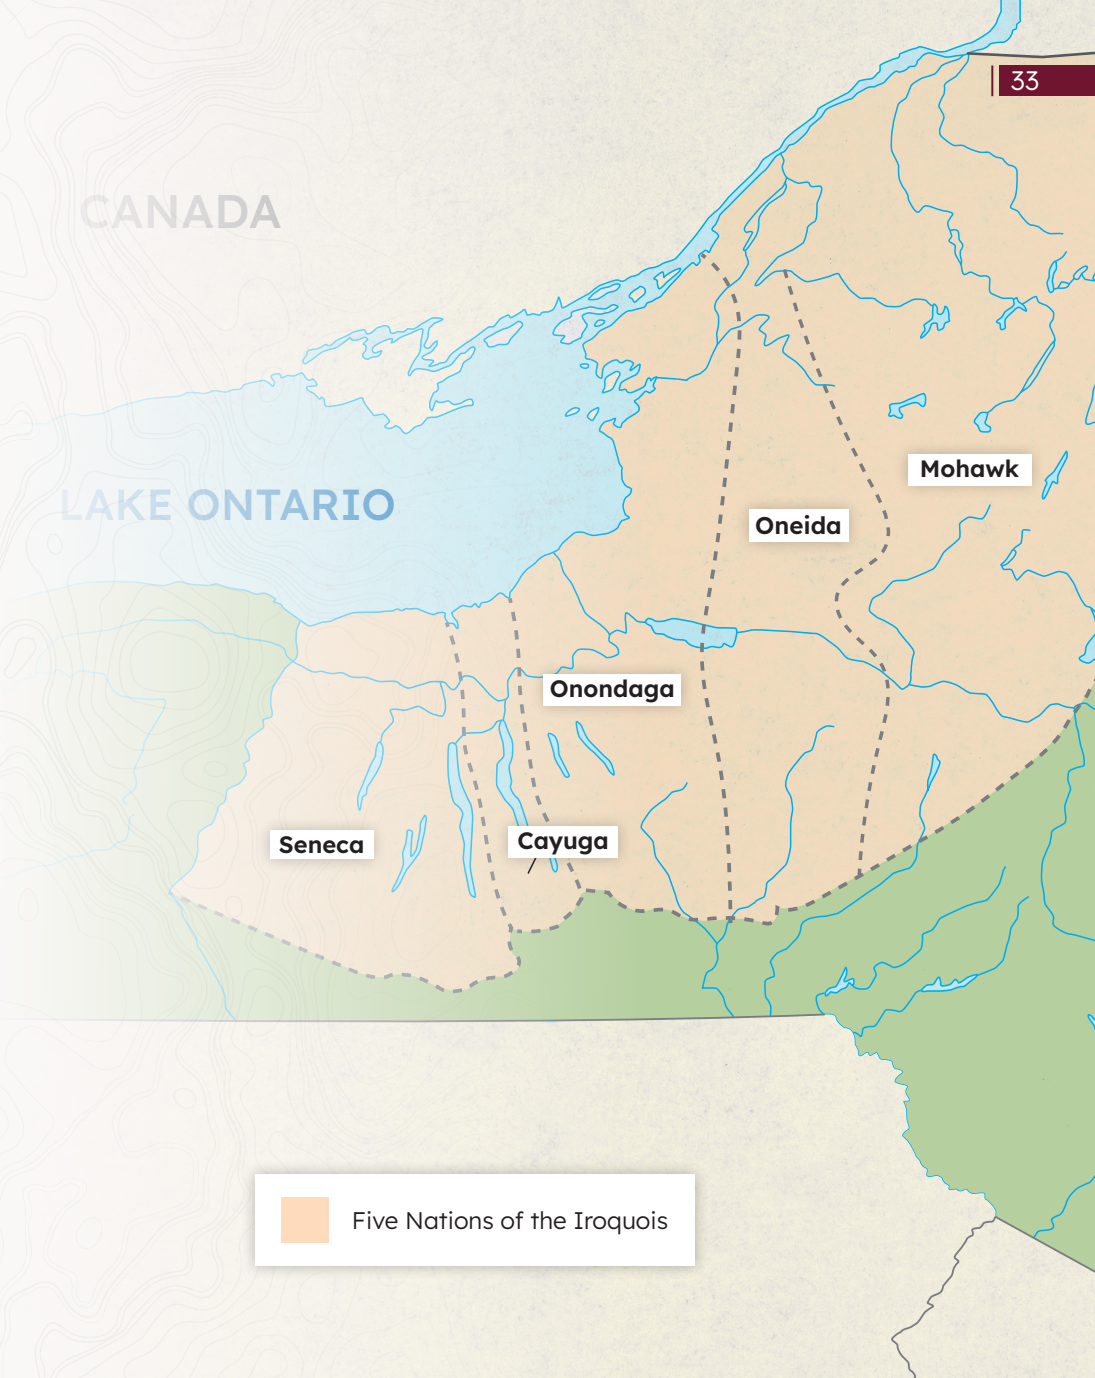 33
CANADA
LAKE ONTARIO
Mohawk
Oneida
Onondaga
Seneca
Cayuga
Five Nations of the Iroquois